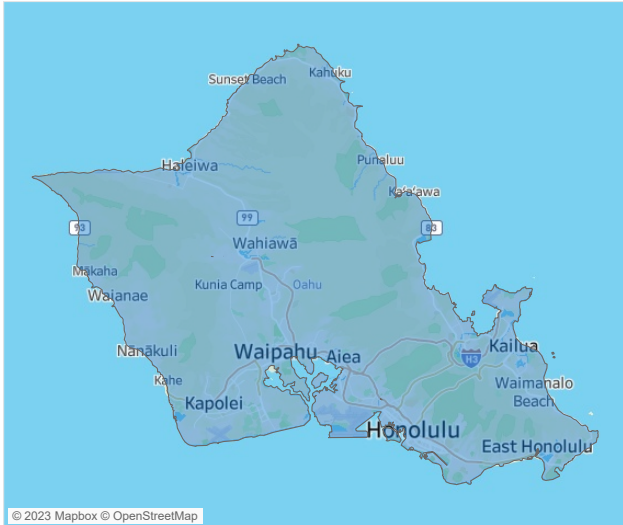 Kahuku
Sunset Beach
Punaluu
Haleiwa
Ka‘a‘awa
99
93
83
Wahiawā
Mākaha
Kunia Camp
Oahu
Waianae
Nānākuli
Waipahu
Aiea
Kailua
H3
Kahe
Waimanalo
Beach
Kapolei
Honolulu
East Honolulu
© 2023 Mapbox © OpenStreetMap